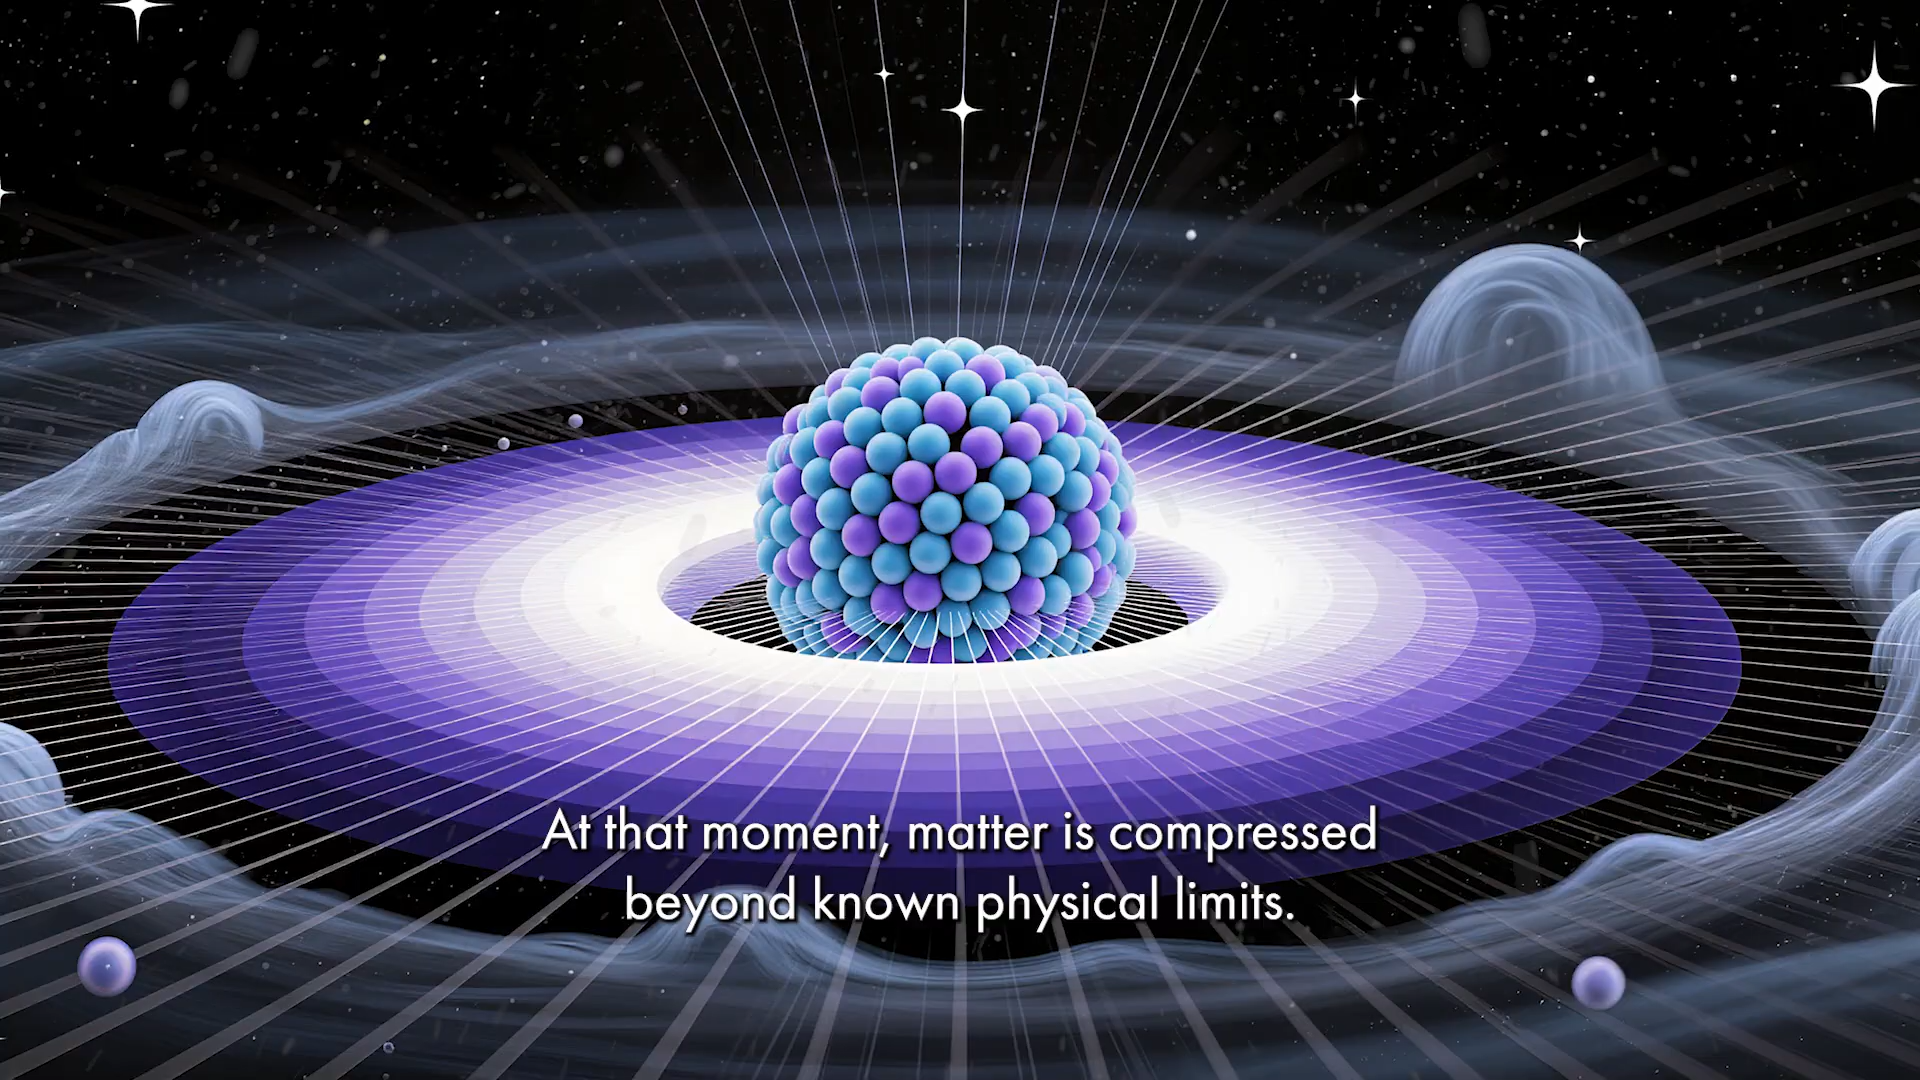 At that moment, matter is compressed
beyond known physical limits.